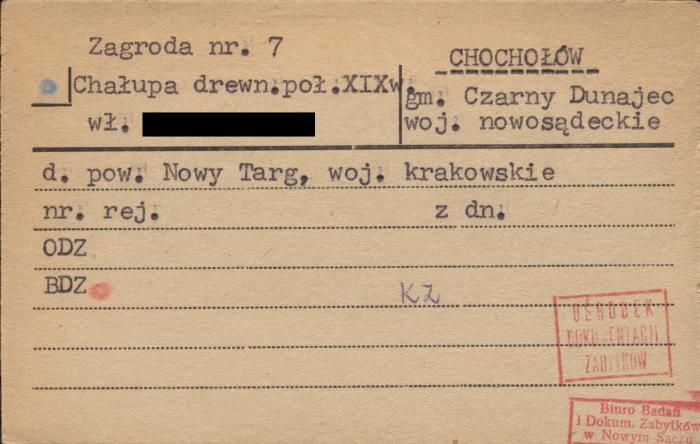 Zagroda nr. 7
CHOCHOŁÓW
Chałupa drewn.poł.XIXw.
gm. Czarny Dunajec
wł.
woj. nowosądeckie
d. pow. Nowy Targ, woj. krakowskie
nr. rej. z dn.
ODZ
BDZ
KZ
OŚRODEK
DOKUMENTACJI
ZABYTKÓW
Biuro Badań
i Dokum. Zabytków
w Nowym Sączu